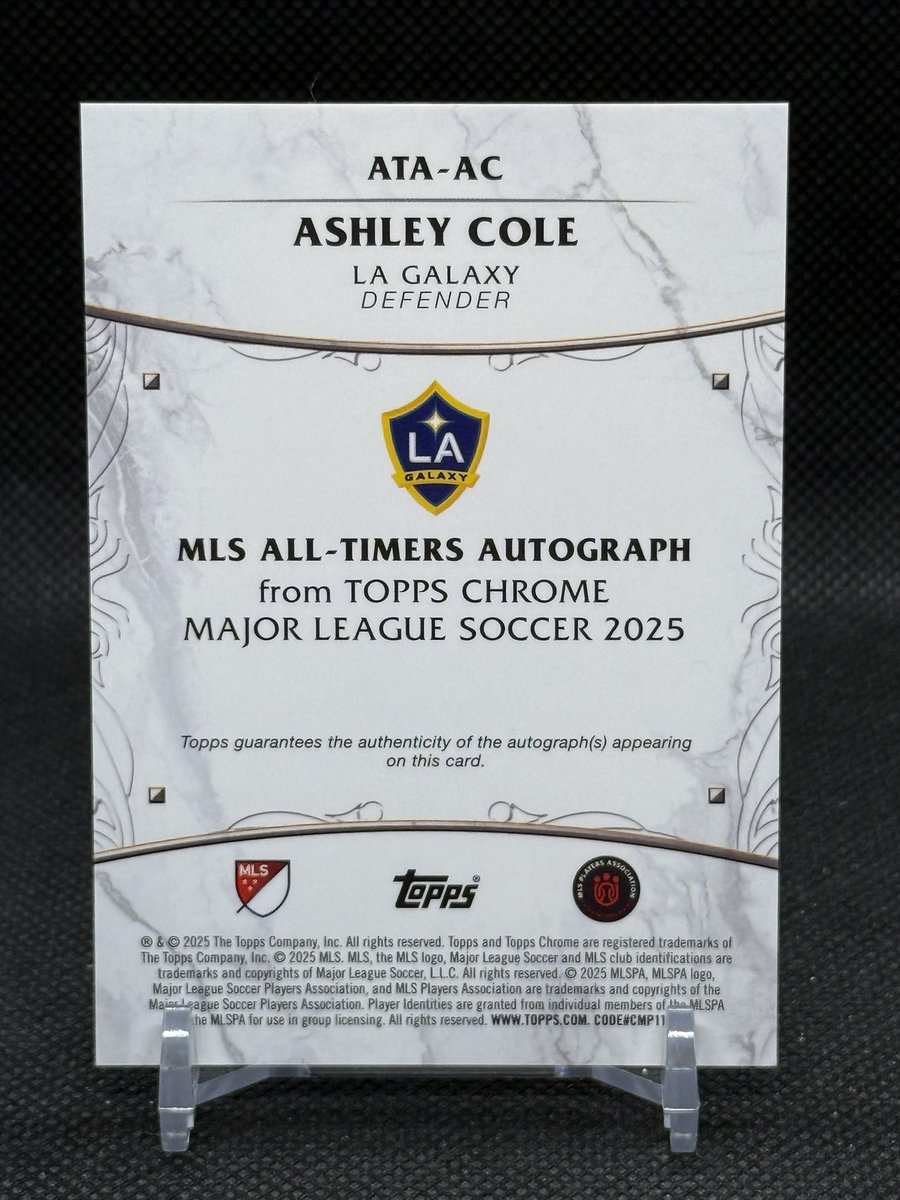 ATA-AC
ASHLEY COLE
LA GALAXY
DEFENDER
LA
GALAXY
MLS ALL-TIMERS AUTOGRAPH
from TOPPS CHROME
MAJOR LEAGUE SOCCER 2025
Topps guarantees the authenticity of the autograph(s) appearing
on this card.
MLS
topps®
MLS PLAYERS ASSOCIATION
® & © 2025 The Topps Company, Inc. All rights reserved. Topps and Topps Chrome are registered trademarks of
The Topps Company, Inc. © 2025 MLS. MLS, the MLS logo, Major League Soccer and MLS club identifications are
trademarks and copyrights of Major League Soccer, L.L.C. All rights reserved. © 2025 MLSPA, MLSPA logo,
Major League Soccer Players Association, and MLS Players Association are trademarks and copyrights of the
Major League Soccer Players Association. Player Identities are granted from individual members of the MLSPA
the MLSPA for use in group licensing. All rights reserved. WWW.TOPPS.COM. CODE#CMP11